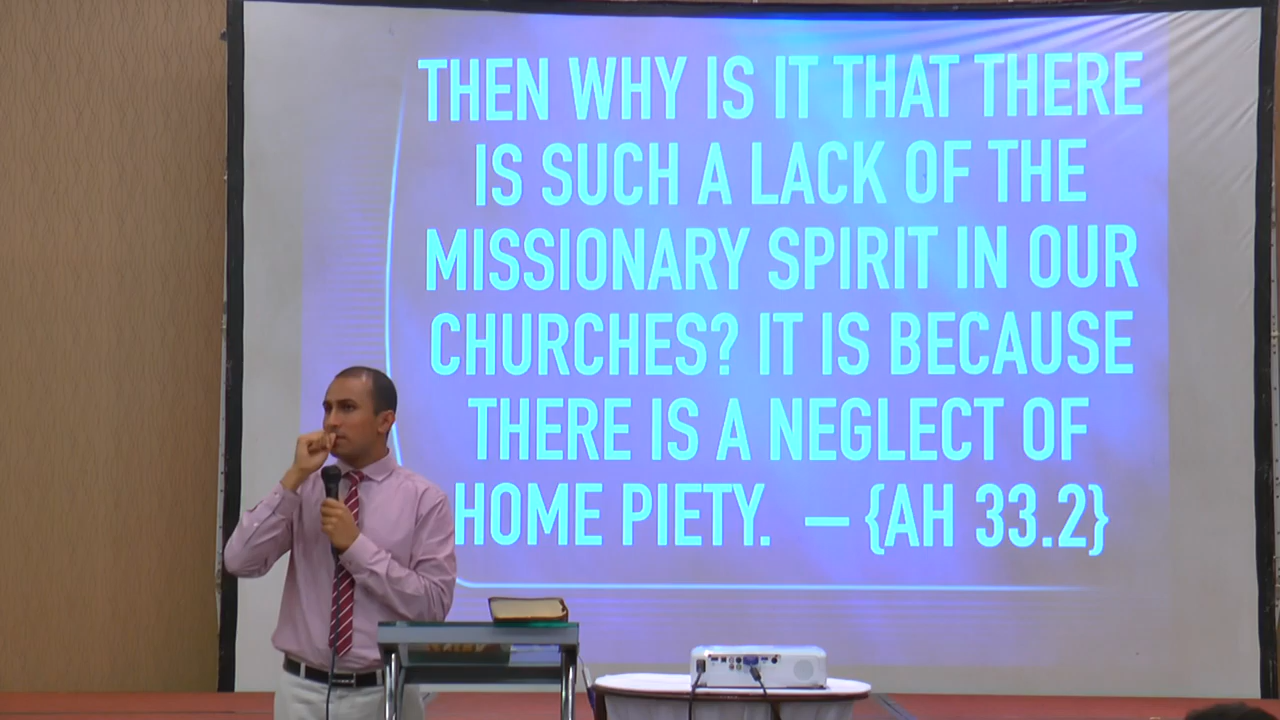 THEN WHY IS IT THAT THERE
IS SUCH A LACK OF THE
MISSIONARY SPIRIT IN OUR
CHURCHES? IT IS BECAUSE
THERE IS A NEGLECT OF
HOME PIETY. – {AH 33.2}